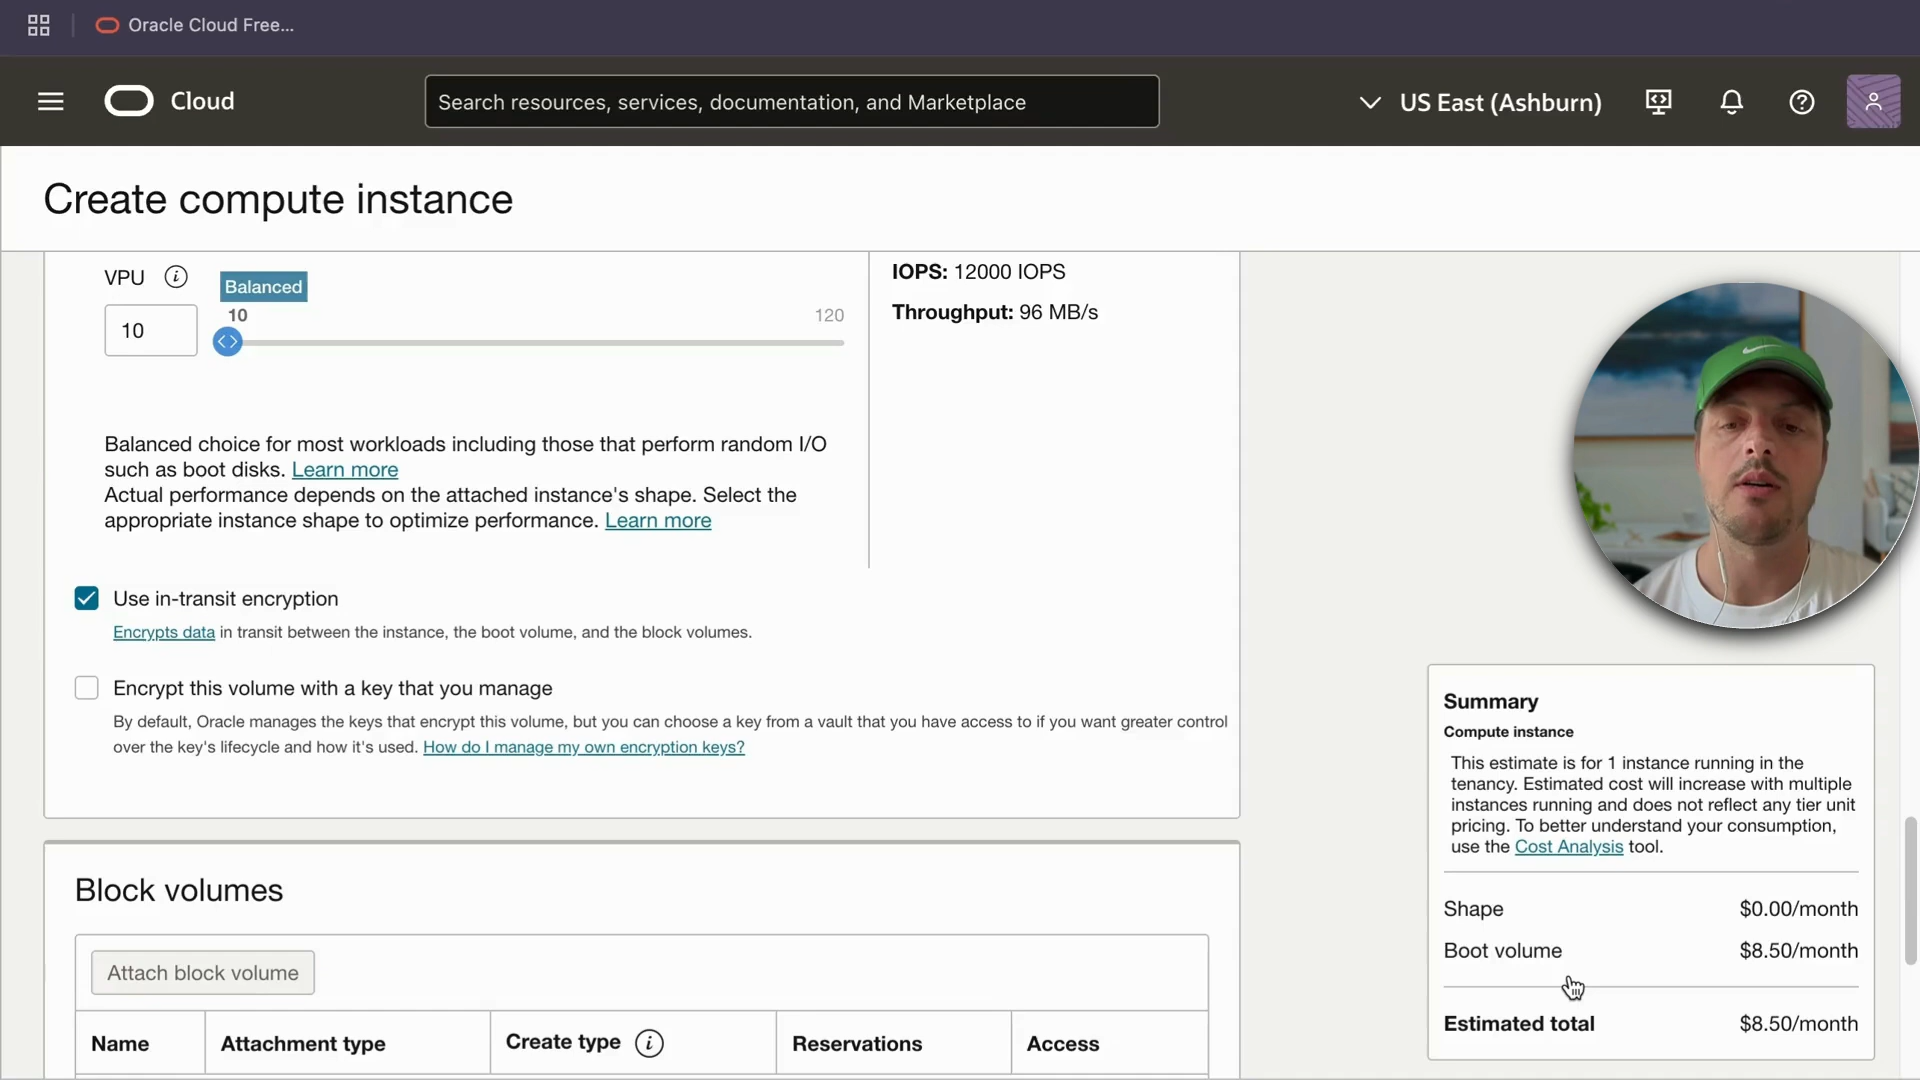 Oracle Cloud Free...
Cloud
Search resources, services, documentation, and Marketplace
US East (Ashburn)
Create compute instance
VPU
Balanced
10
10
120
IOPS: 12000 IOPS
Throughput: 96 MB/s
Balanced choice for most workloads including those that perform random I/O
such as boot disks. Learn more
Actual performance depends on the attached instance's shape. Select the
appropriate instance shape to optimize performance. Learn more
Use in-transit encryption
Encrypts data in transit between the instance, the boot volume, and the block volumes.
Encrypt this volume with a key that you manage
By default, Oracle manages the keys that encrypt this volume, but you can choose a key from a vault that you have access to if you want greater control
over the key's lifecycle and how it's used. How do I manage my own encryption keys?
Block volumes
Attach block volume
Name Attachment type Create type Reservations Access
Summary
Compute instance
This estimate is for 1 instance running in the
tenancy. Estimated cost will increase with multiple
instances running and does not reflect any tier unit
pricing. To better understand your consumption,
use the Cost Analysis tool.
Shape $0.00/month
Boot volume $8.50/month
Estimated total $8.50/month